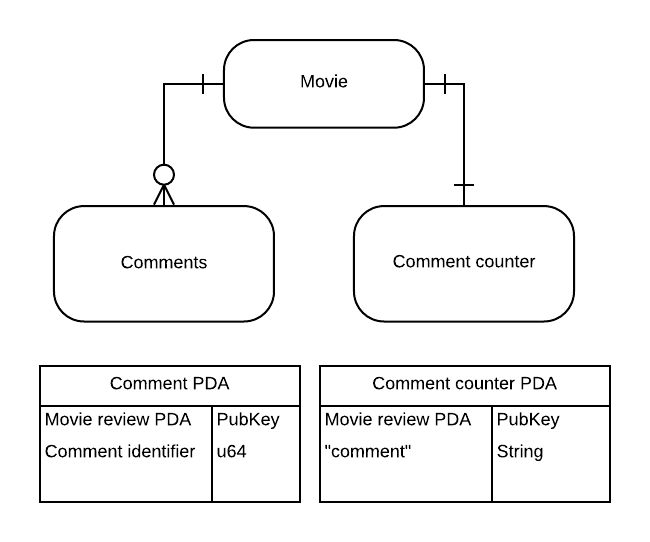 Movie
Comments
Comment counter
Comment PDA
Movie review PDA PubKey
Comment identifier u64
Comment counter PDA
Movie review PDA PubKey
"comment" String